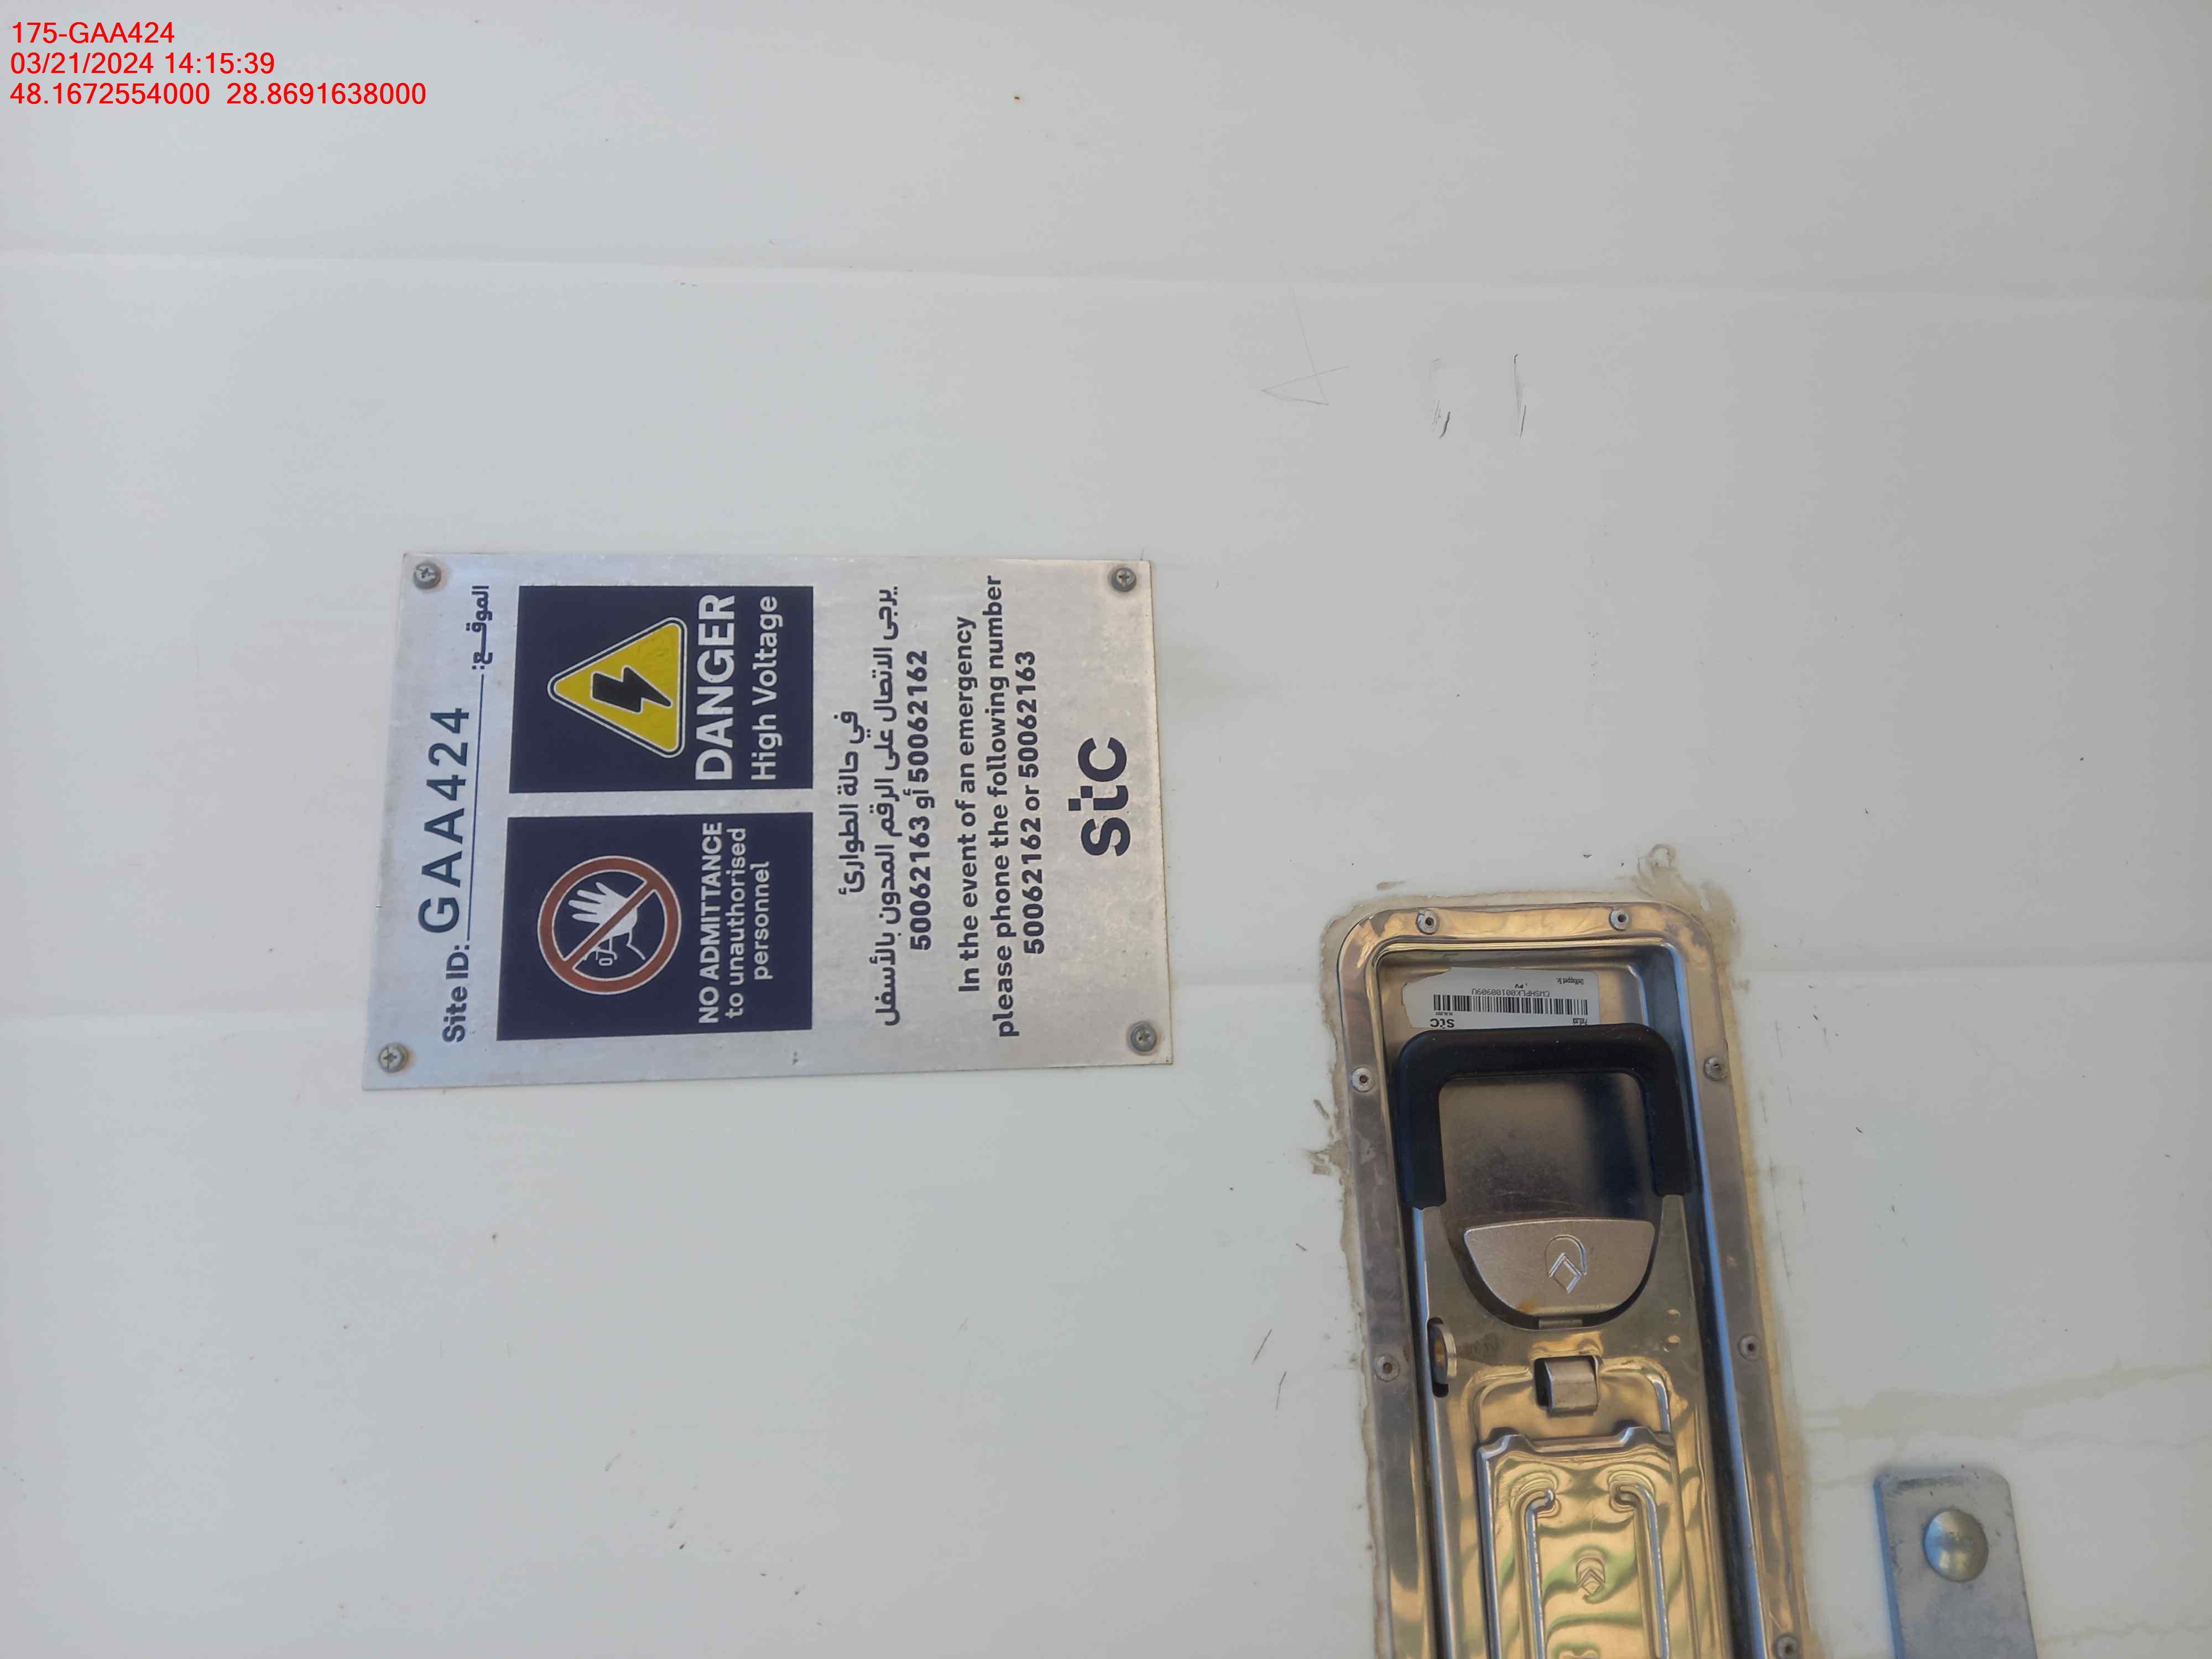 175-GAA424
03/21/2024 14:15:39
48.1672554000 28.8691638000
Site ID: GAA424 الموقـــع:
NO ADMITTANCE
to unauthorised
personnel
DANGER
High Voltage
في حالة الطوارئ
يرجى الاتصال على الرقم المدون بالأسفل
50062162 أو 50062163
In the event of an emergency
please phone the following number
50062162 or 50062163
stc
stc